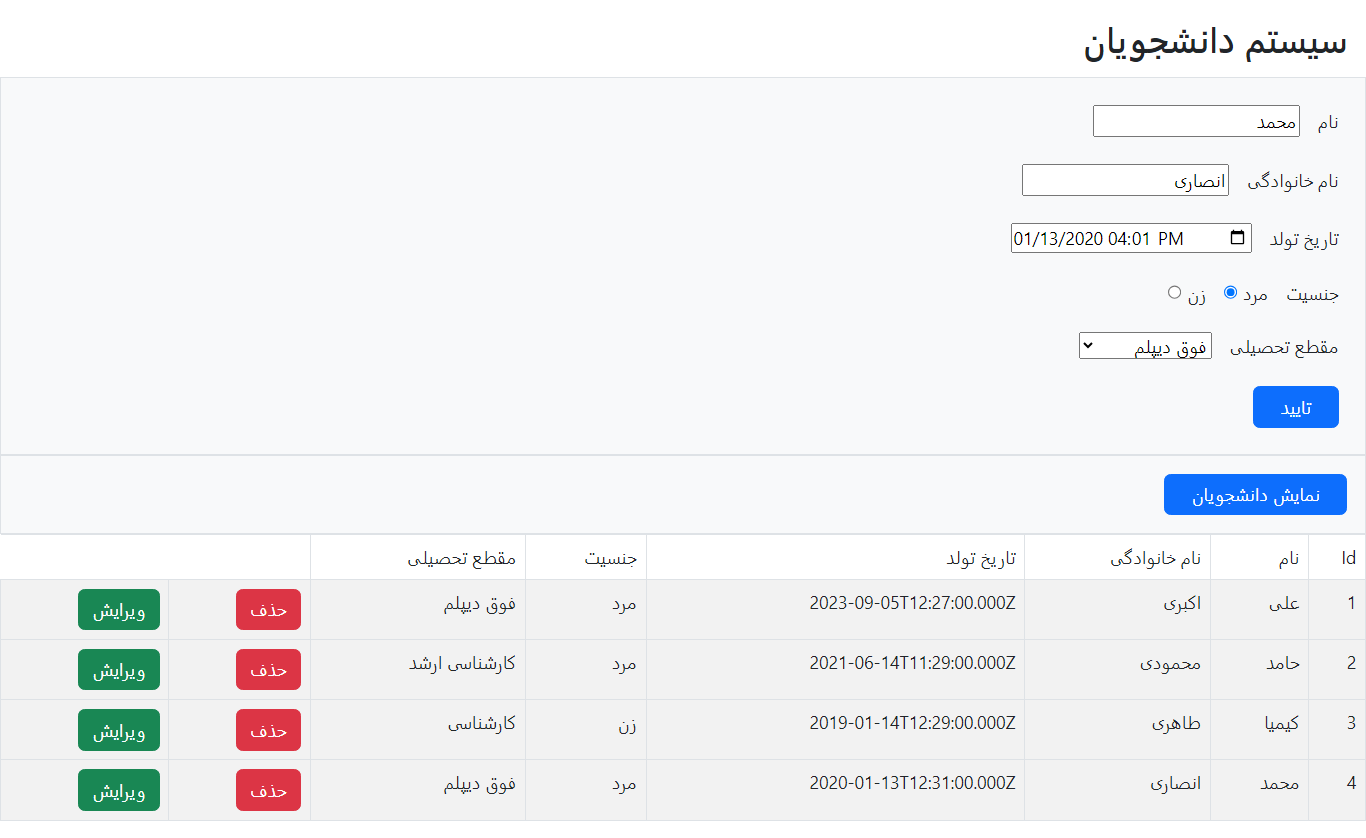 سیستم دانشجویان
نام محمد
نام خانوادگی انصاری
تاریخ تولد 01/13/2020 04:01 PM
جنسیت مرد زن
مقطع تحصیلی فوق دیپلم
تایید
نمایش دانشجویان
Id نام نام خانوادگی تاریخ تولد جنسیت مقطع تحصیلی
1 علی اکبری 2023-09-05T12:27:00.000Z مرد فوق دیپلم حذف ویرایش
2 حامد محمودی 2021-06-14T11:29:00.000Z مرد کارشناسی ارشد حذف ویرایش
3 کیمیا طاهری 2019-01-14T12:29:00.000Z زن کارشناسی حذف ویرایش
4 محمد انصاری 2020-01-13T12:31:00.000Z مرد فوق دیپلم حذف ویرایش